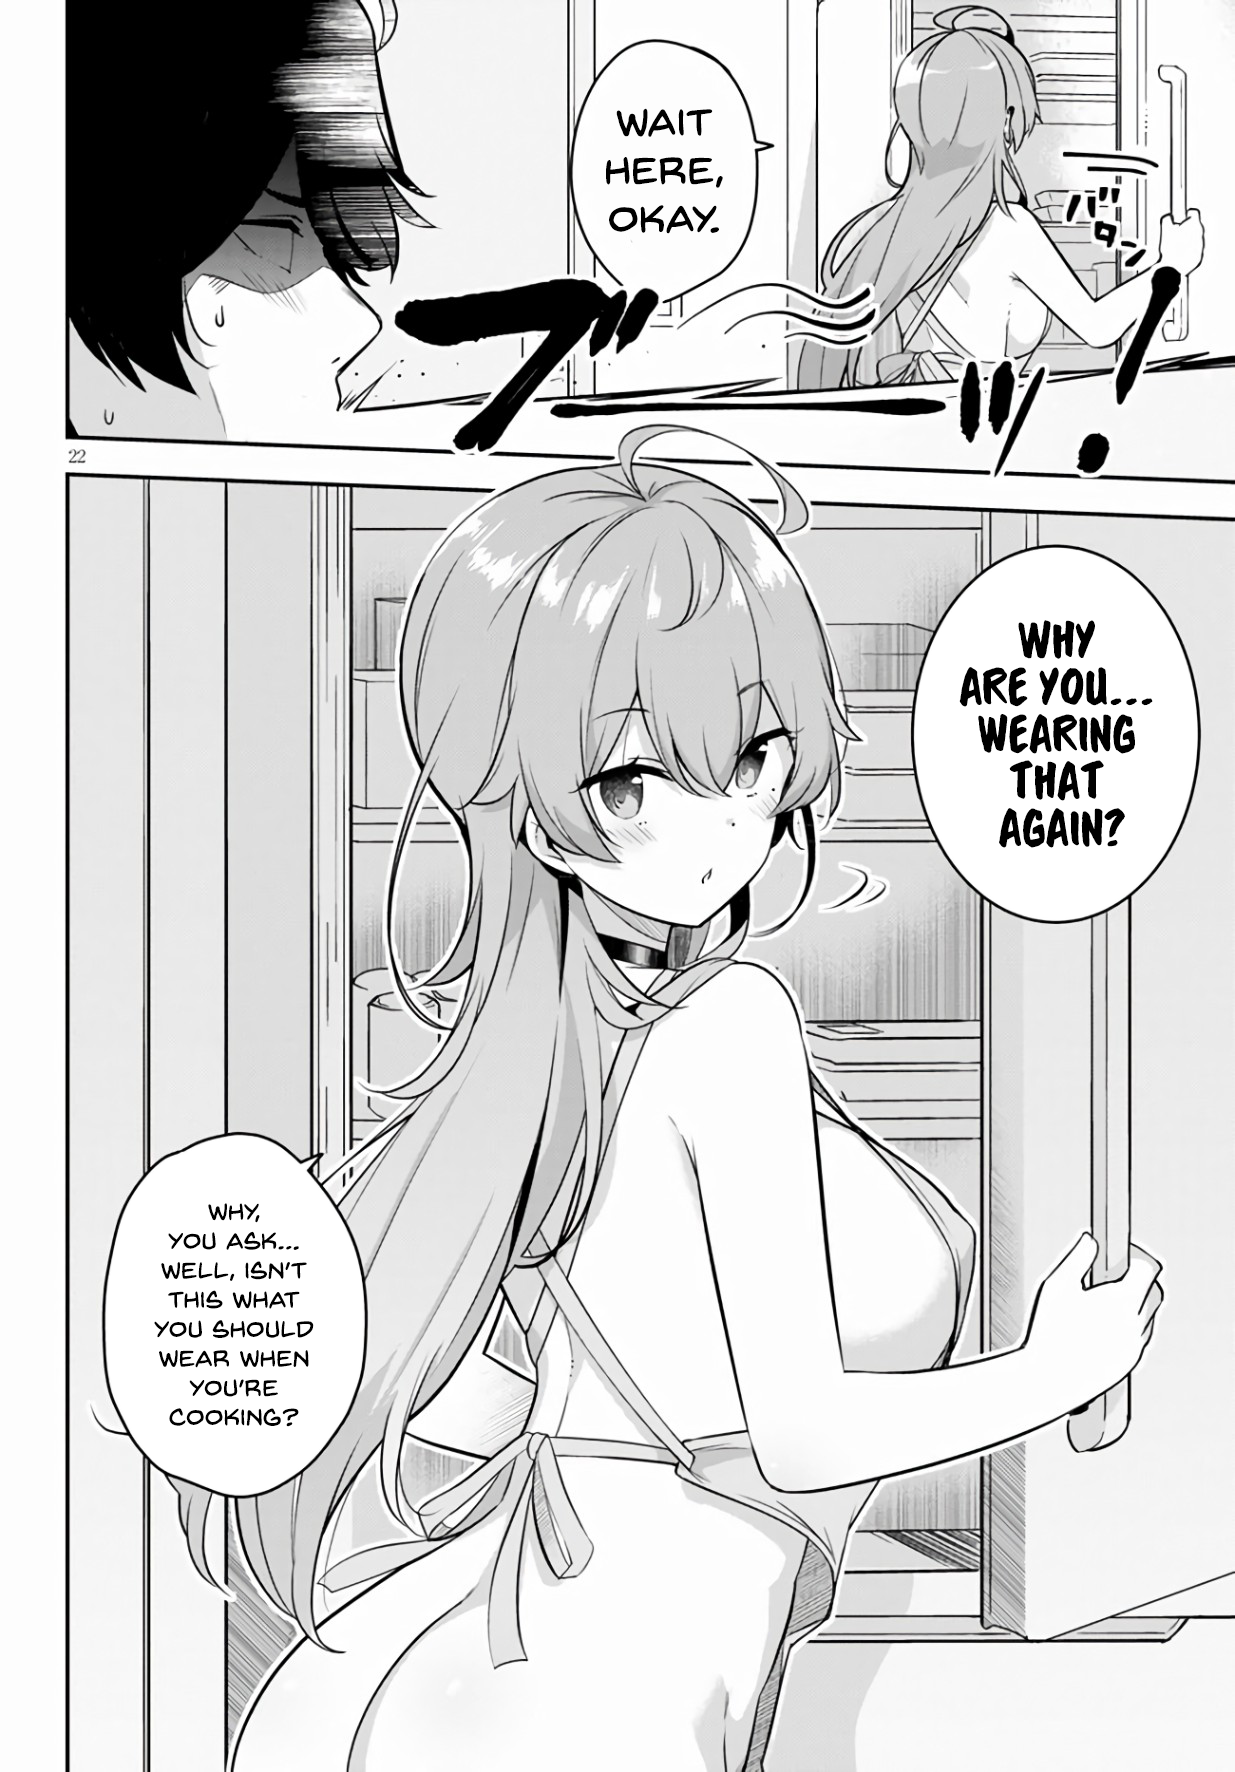 WAIT
HERE,
OKAY.
バタン
ブーッ!
22
WHY
ARE YOU...
WEARING
THAT
AGAIN?
WHY,
YOU ASK...
WELL, ISN'T
THIS WHAT
YOU SHOULD
WEAR WHEN
YOU'RE
COOKING?